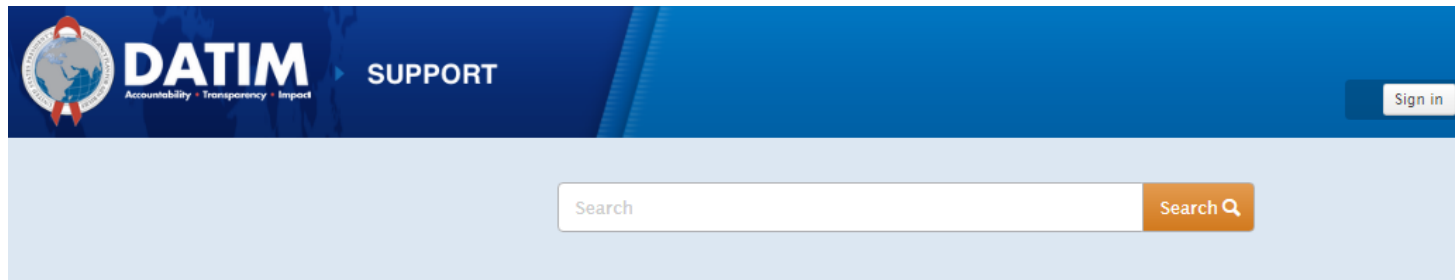 DATIM
Accountability • Transparency • Impact
SUPPORT
Sign in
Search
Search